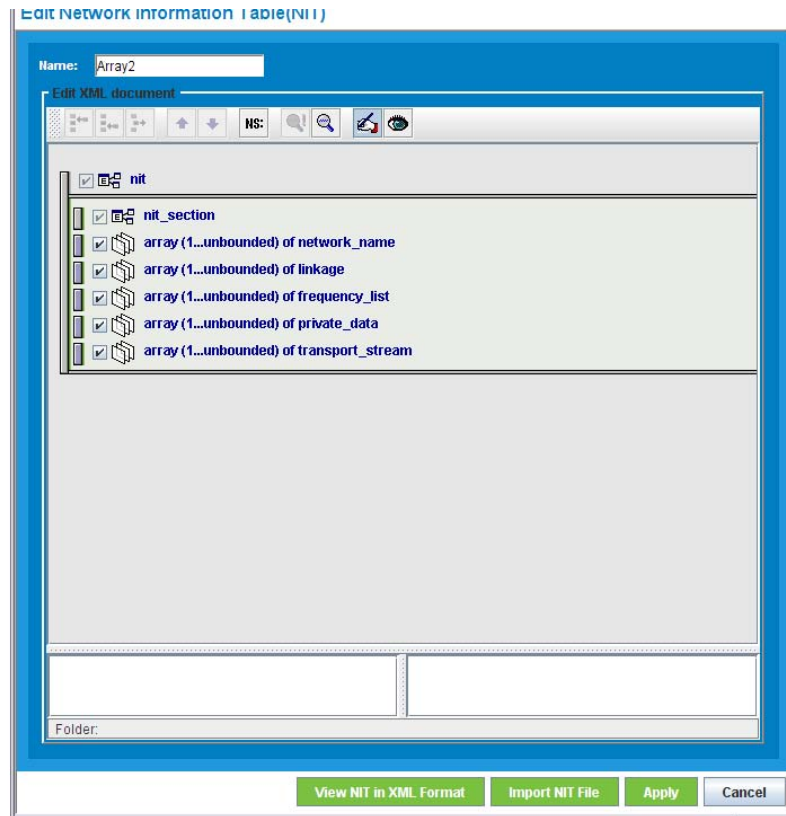 Edit Network Information Table(NIT)
Name: Array2
Edit XML document
NS:
nit
nit_section
array (1...unbounded) of network_name
array (1...unbounded) of linkage
array (1...unbounded) of frequency_list
array (1...unbounded) of private_data
array (1...unbounded) of transport_stream
Folder:
View NIT in XML Format Import NIT File Apply Cancel